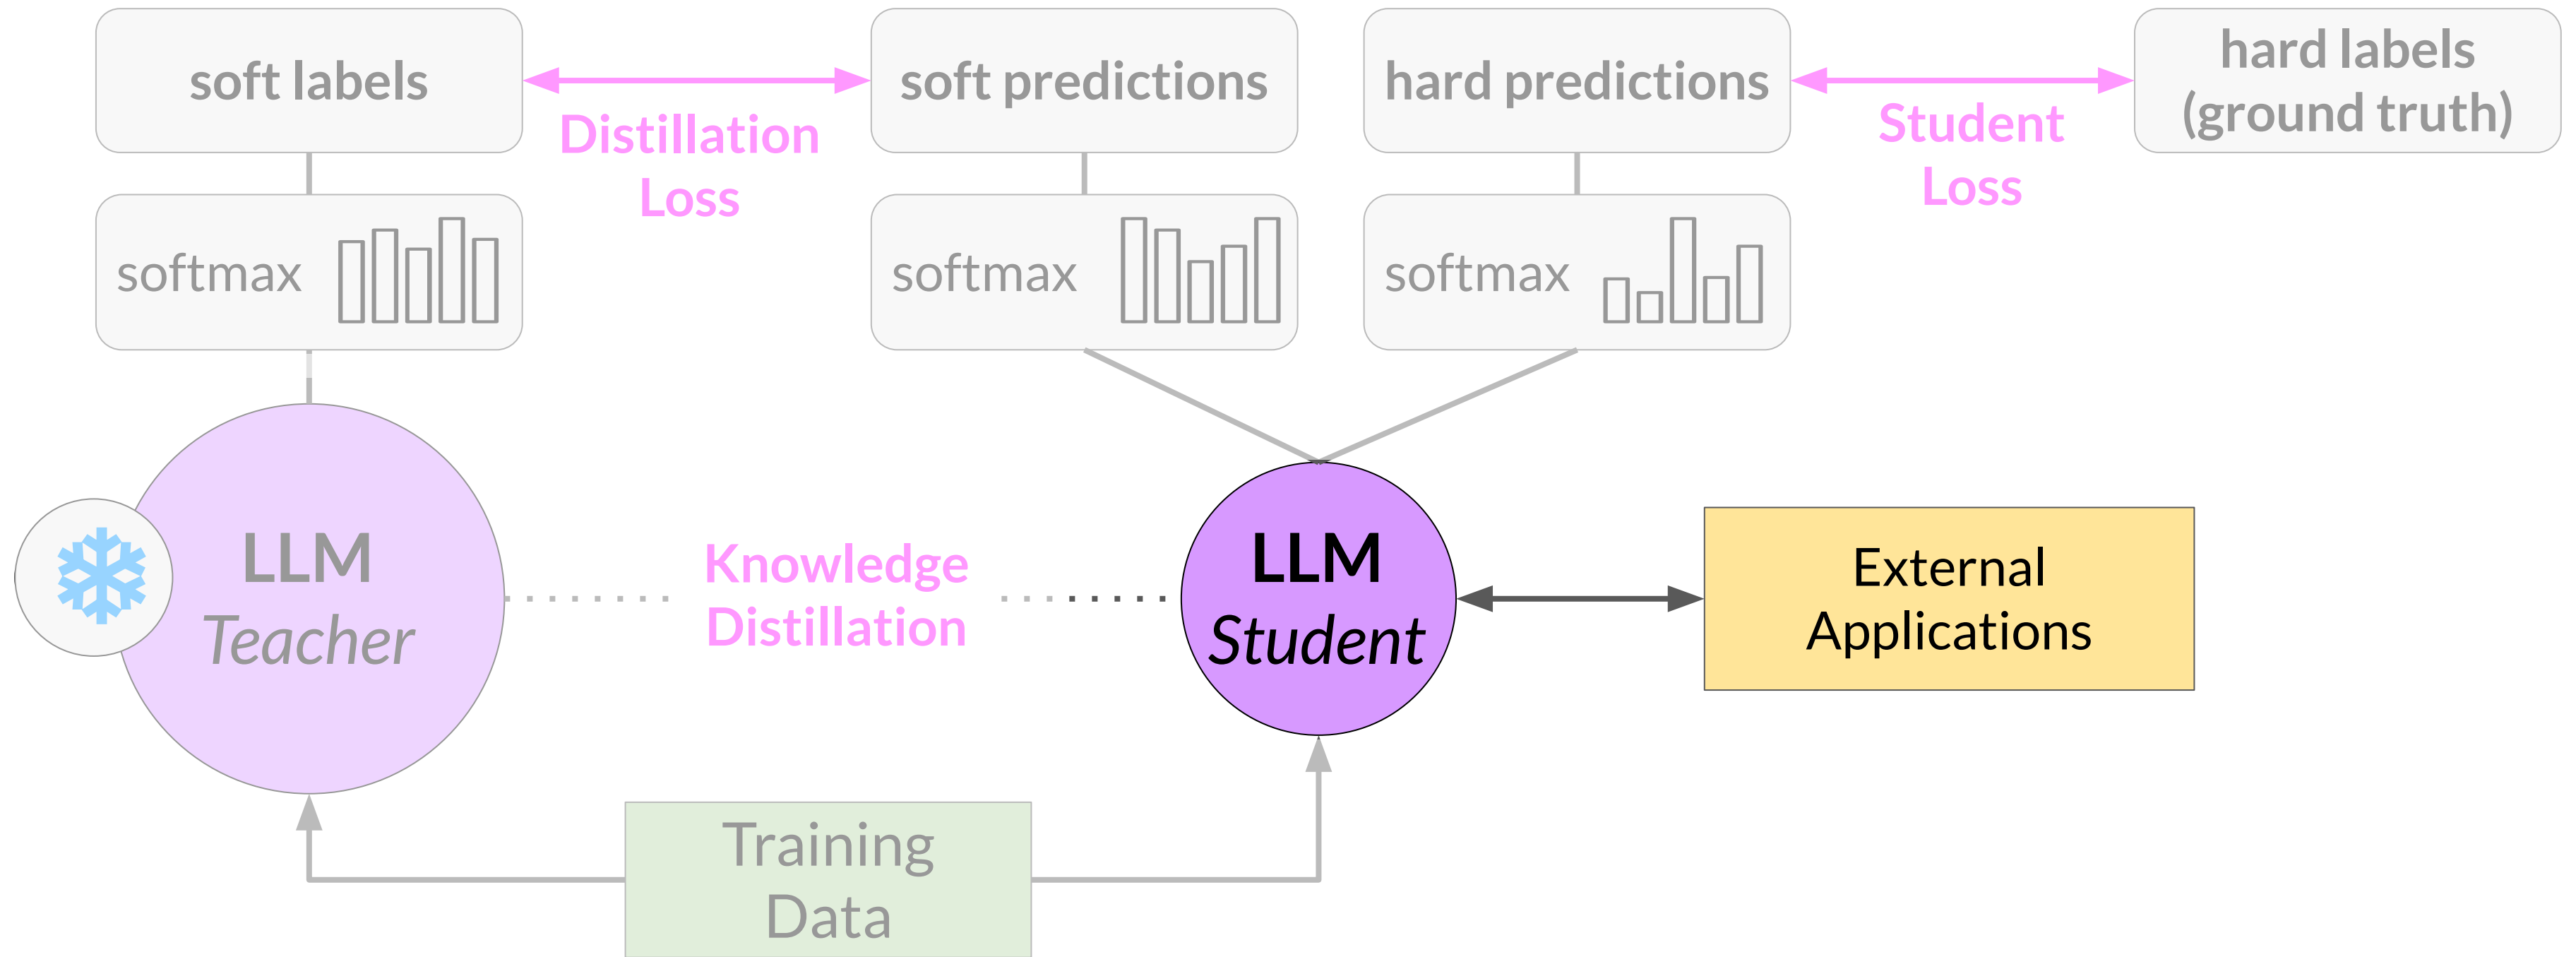 soft labels
Distillation
Loss
soft predictions
hard predictions
Student
Loss
hard labels
(ground truth)
softmax
softmax
softmax
LLM
Teacher
Knowledge
Distillation
LLM
Student
External
Applications
Training
Data